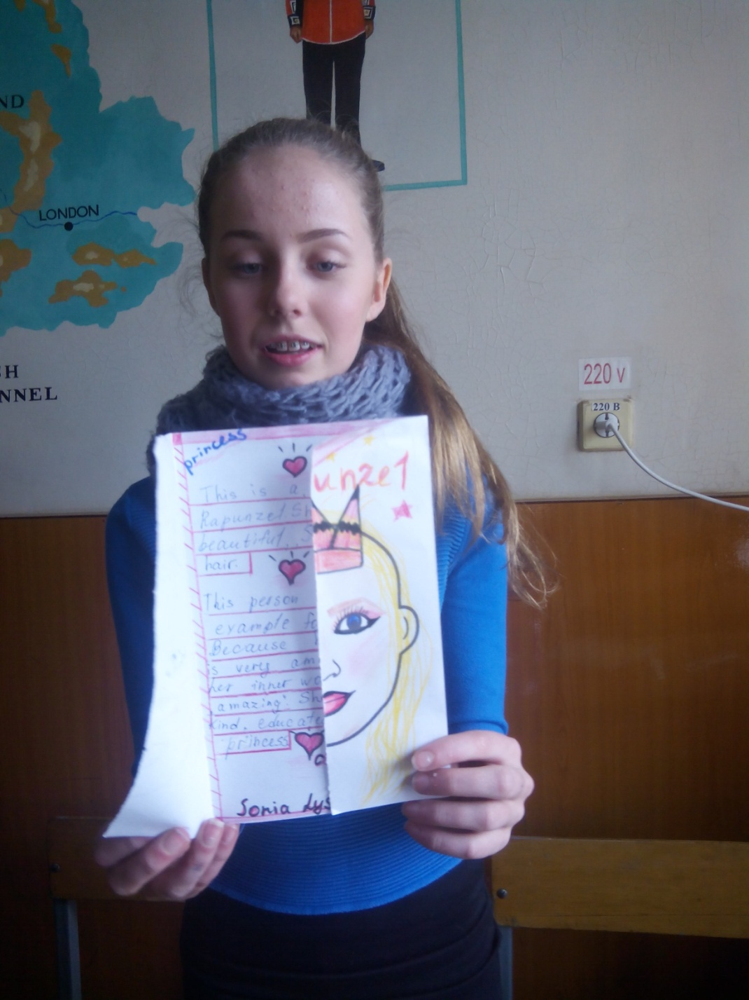 ND
LONDON
SH
NNEL
220 v
220 В
princess
unzel
This is a
Rapunzel. Sh
beautiful. S
hair.
This person
example fo
Because
is very am
her inner wo
amazing. Sh
kind, educate
princess
Sonia Lys